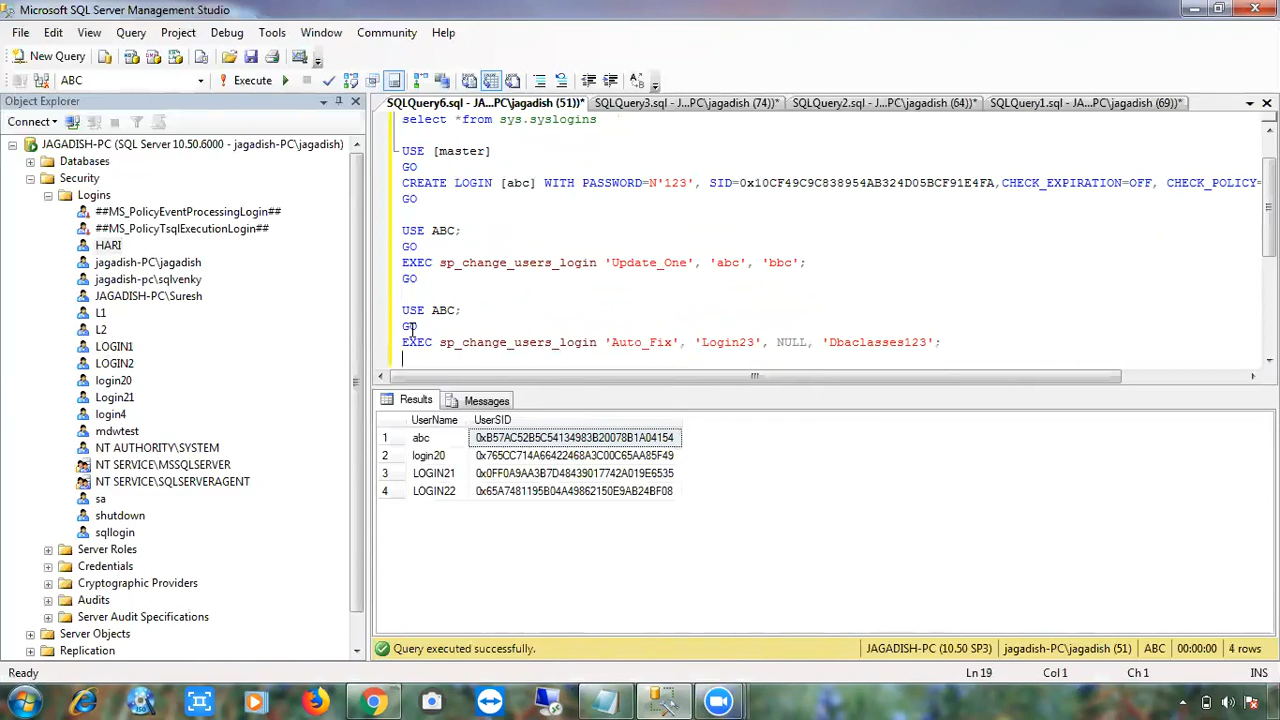 Microsoft SQL Server Management Studio
File Edit View Query Project Debug Tools Window Community Help
New Query
ABC Execute
Object Explorer
SQLQuery6.sql - JA...PC\jagadish (51))* SQLQuery3.sql - J...PC\jagadish (74))* SQLQuery2.sql - J...PC\jagadish (64))* SQLQuery1.sql - JA...PC\jagadish (69))*
Connect
JAGADISH-PC (SQL Server 10.50.6000 - jagadish-PC\jagadish)
Databases
Security
Logins
##MS_PolicyEventProcessingLogin##
##MS_PolicyTsqlExecutionLogin##
HARI
jagadish-PC\jagadish
jagadish-pc\sqlvenky
JAGADISH-PC\Suresh
L1
L2
LOGIN1
LOGIN2
login20
Login21
login4
mdwtest
NT AUTHORITY\SYSTEM
NT SERVICE\MSSQLSERVER
NT SERVICE\SQLSERVERAGENT
sa
shutdown
sqllogin
Server Roles
Credentials
Cryptographic Providers
Audits
Server Audit Specifications
Server Objects
Replication
select *from sys.syslogins
USE [master]
GO
CREATE LOGIN [abc] WITH PASSWORD=N'123', SID=0x10CF49C9C838954AB324D05BCF91E4FA,CHECK_EXPIRATION=OFF, CHECK_POLICY=
GO
USE ABC;
GO
EXEC sp_change_users_login 'Update_One', 'abc', 'bbc';
GO
USE ABC;
GO
EXEC sp_change_users_login 'Auto_Fix', 'Login23', NULL, 'Dbaclasses123';
Results Messages
UserName UserSID
1 abc 0xB57AC52B5C54134983B20078B1A04154
2 login20 0x765CC714A66422468A3C00C65AA85F49
3 LOGIN21 0x0FF0A9AA3B7D48439017742A019E6535
4 LOGIN22 0x65A7481195B04A49862150E9AB24BF08
Query executed successfully. JAGADISH-PC (10.50 SP3) jagadish-PC\jagadish (51) ABC 00:00:00 4 rows
Ready Ln 19 Col 1 Ch 1 INS